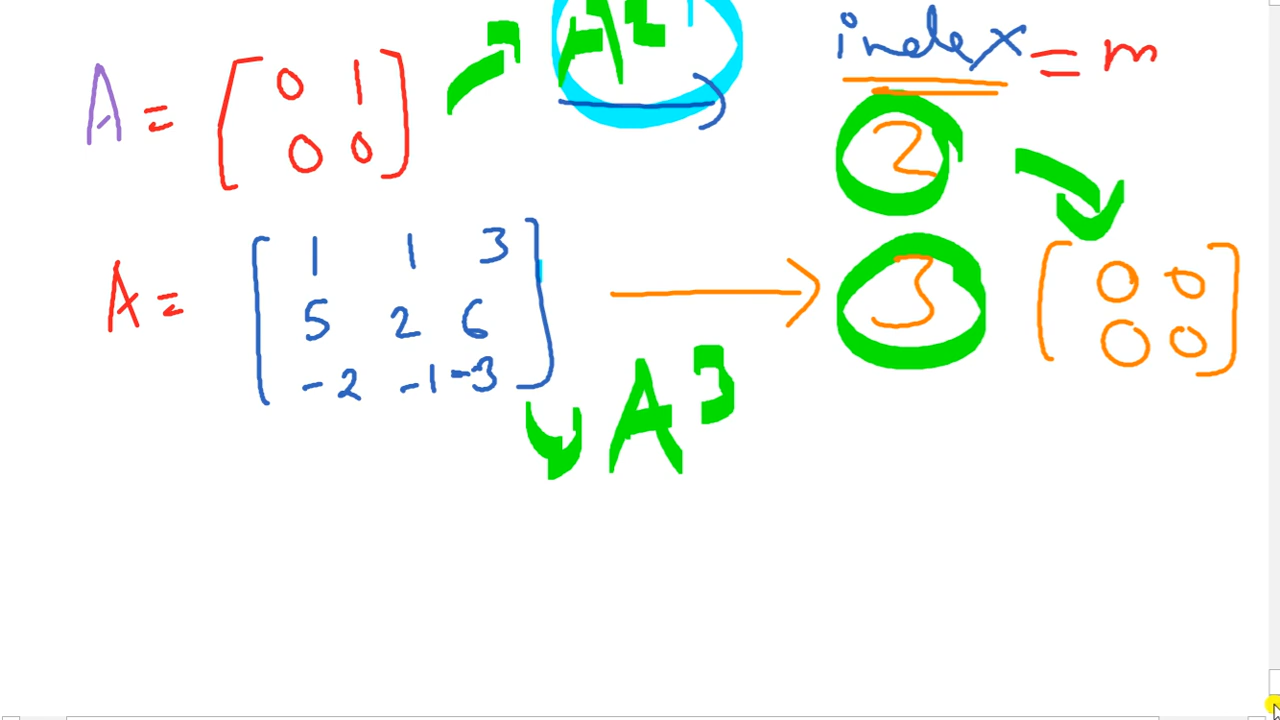 A²
index = m
A = [ 0 1
0 0 ]
2
A = [ 1 1 3
5 2 6
-2 -1 -3 ]
3
[ 0 0
0 0 ]
A³